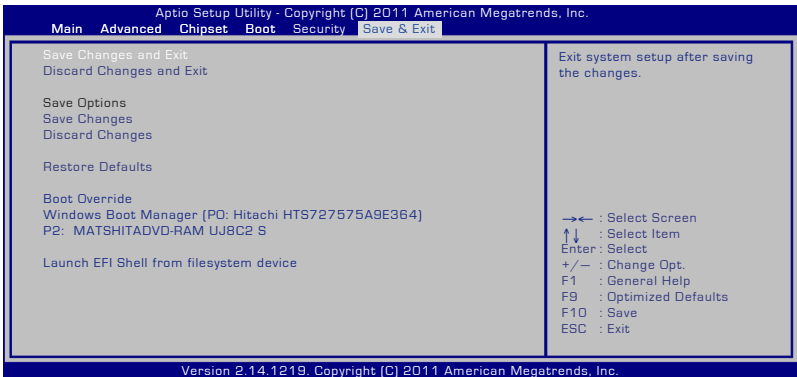 Aptio Setup Utility - Copyright (C) 2011 American Megatrends, Inc.
Main Advanced Chipset Boot Security Save & Exit
Save Changes and Exit
Discard Changes and Exit
Save Options
Save Changes
Discard Changes
Restore Defaults
Boot Override
Windows Boot Manager (P0: Hitachi HTS727575A9E364)
P2: MATSHITADVD-RAM UJ8C2 S
Launch EFI Shell from filesystem device
Exit system setup after saving
the changes.
→← : Select Screen
↑↓ : Select Item
Enter : Select
+/— : Change Opt.
F1 : General Help
F9 : Optimized Defaults
F10 : Save
ESC : Exit
Version 2.14.1219. Copyright (C) 2011 American Megatrends, Inc.